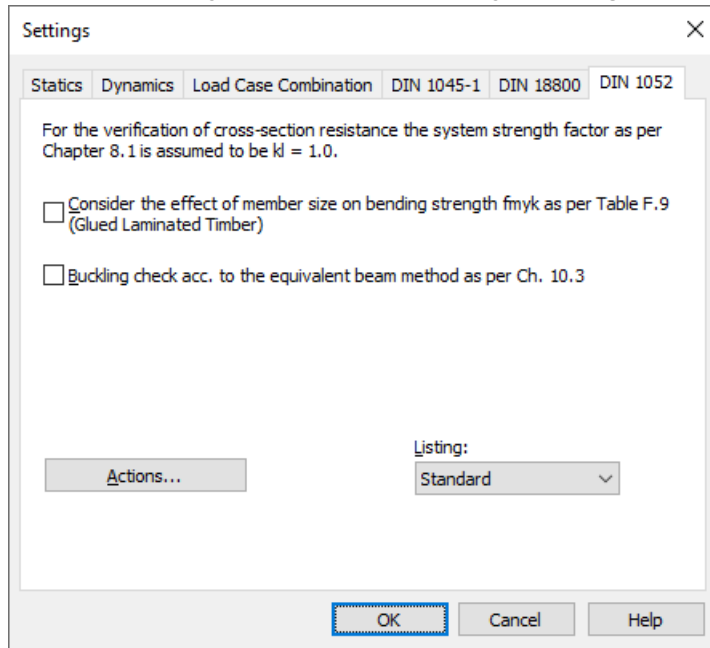 Settings
Statics Dynamics Load Case Combination DIN 1045-1 DIN 18800 DIN 1052
For the verification of cross-section resistance the system strength factor as per
Chapter 8.1 is assumed to be kl = 1.0.
Consider the effect of member size on bending strength fmyk as per Table F.9
(Glued Laminated Timber)
Buckling check acc. to the equivalent beam method as per Ch. 10.3
Listing:
Actions... Standard
OK Cancel Help